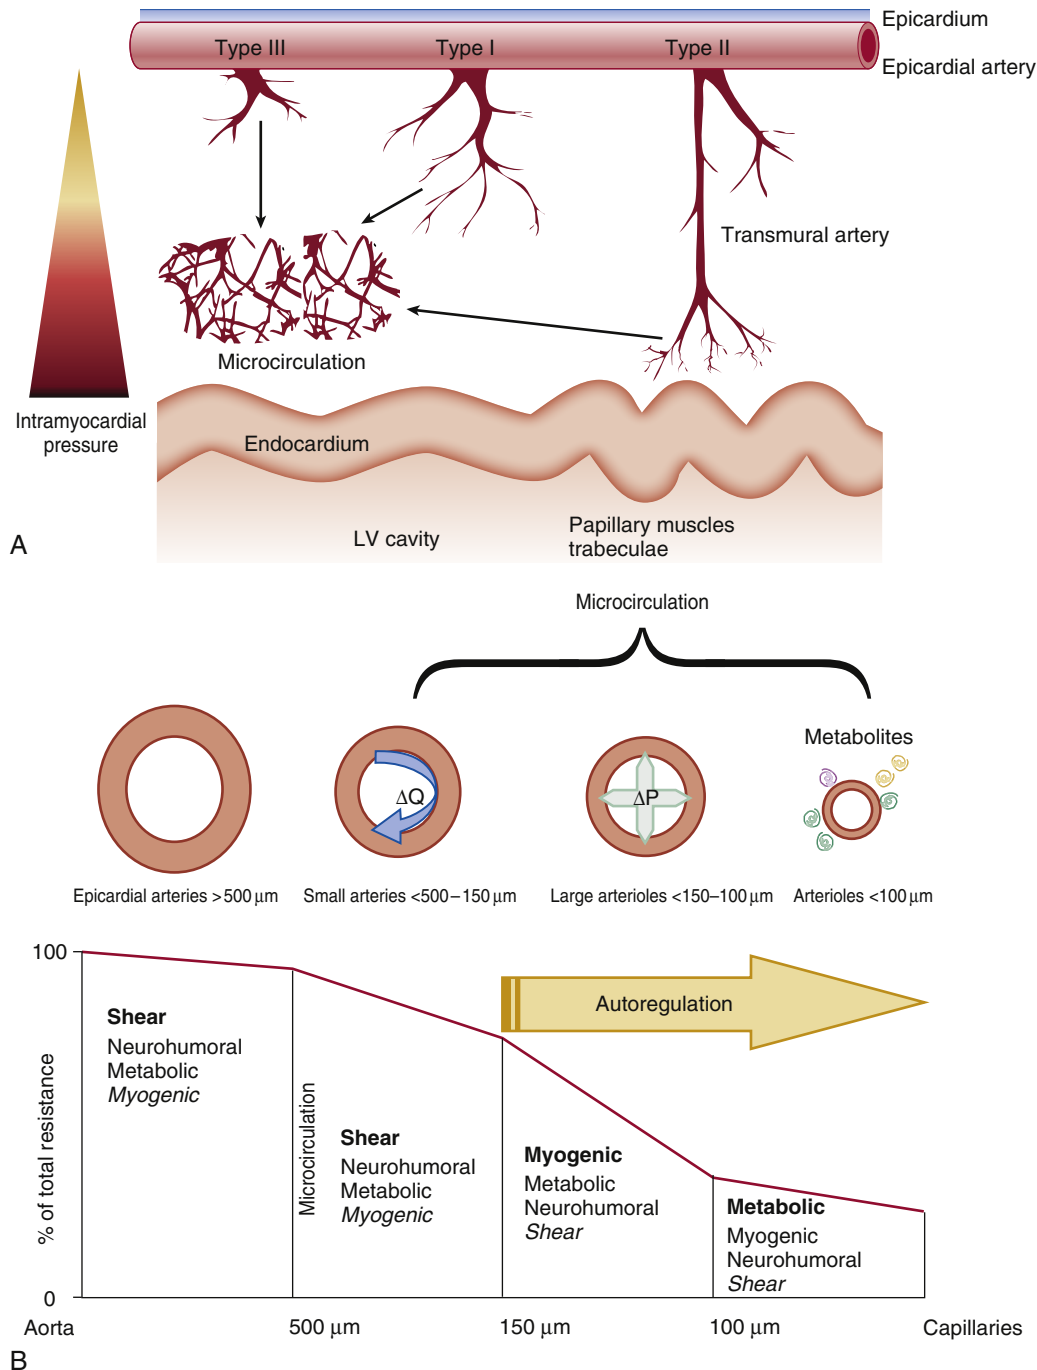 A
Epicardium
Type III
Type I
Type II
Epicardial artery
Transmural artery
Microcirculation
Intramyocardial
pressure
Endocardium
LV cavity
Papillary muscles
trabeculae
Microcirculation
Metabolites
ΔQ
ΔP
Epicardial arteries >500 μm
Small arteries <500–150 μm
Large arterioles <150–100 μm
Arterioles <100 μm
100
% of total resistance
0
Shear
Neurohumoral
Metabolic
Myogenic
Microcirculation
Shear
Neurohumoral
Metabolic
Myogenic
Autoregulation
Myogenic
Metabolic
Neurohumoral
Shear
Metabolic
Myogenic
Neurohumoral
Shear
Aorta
500 μm
150 μm
100 μm
Capillaries
B